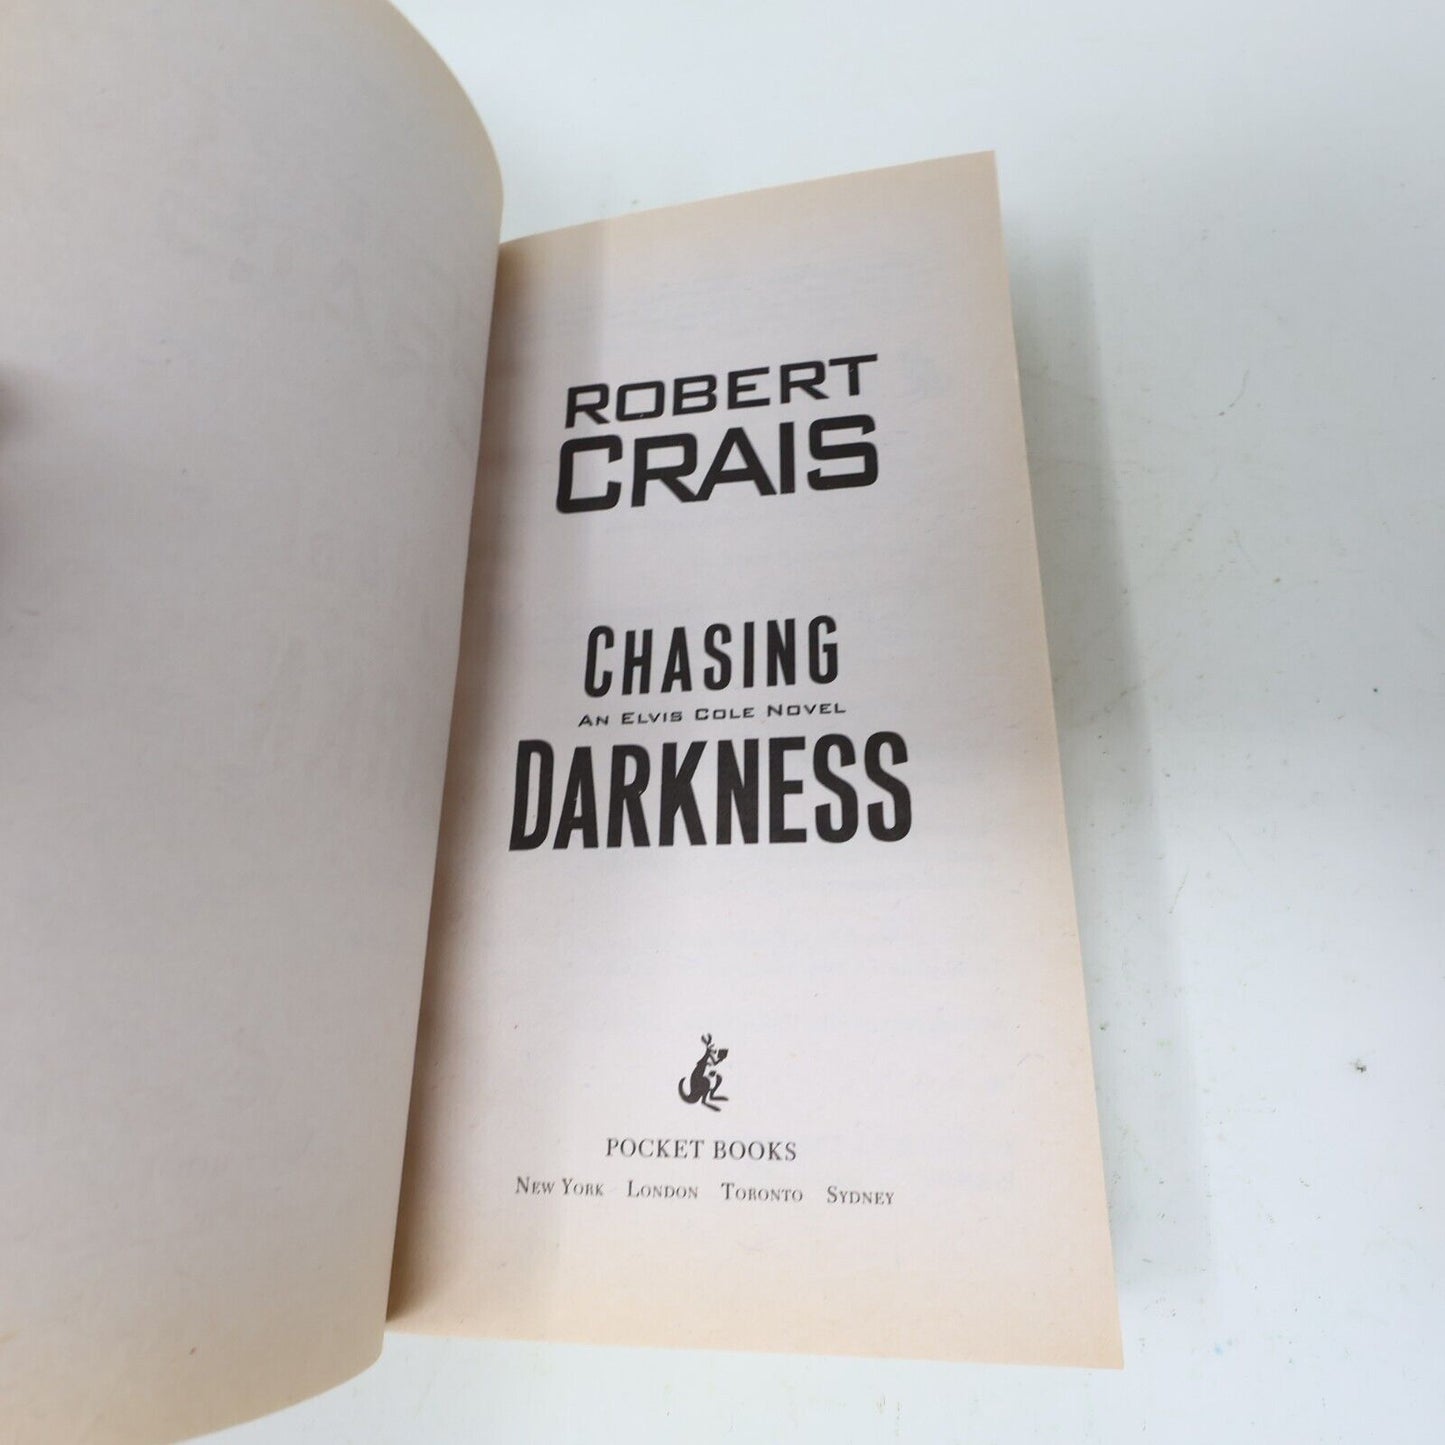 ROBERT
CRAIS
CHASING
AN ELVIS COLE NOVEL
DARKNESS
POCKET BOOKS
NEW YORK LONDON TORONTO SYDNEY